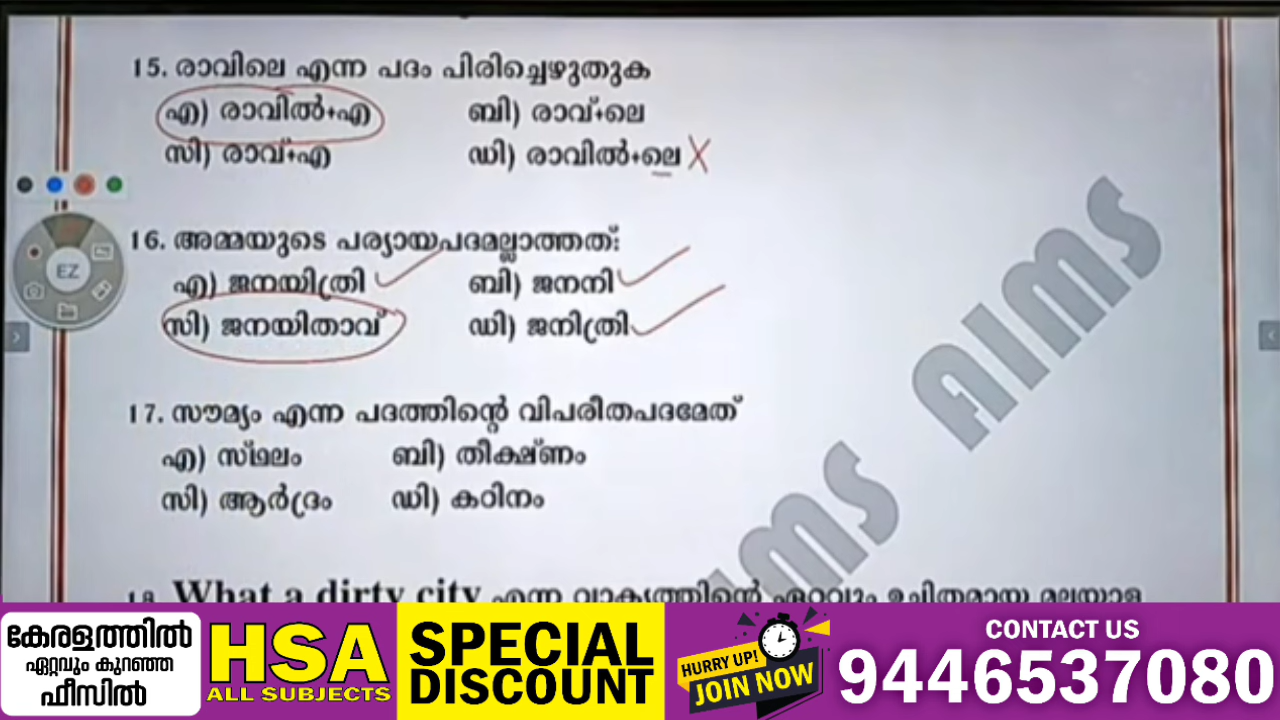 15. രാവിലെ എന്ന പദം പിരിച്ചെഴുതുക
എ) രാവിൽ+എ ബി) രാവ്+ലെ
സി) രാവ്+എ ഡി) രാവിൽ+ലെ X
16. അമ്മയുടെ പര്യായപദമല്ലാത്തത്:
എ) ജനയിത്രി ബി) ജനനി
സി) ജനയിതാവ് ഡി) ജനിത്രി
17. സൗമ്യം എന്ന പദത്തിന്റെ വിപരീതപദമേത്
എ) സ്ഥലം ബി) തീക്ഷ്ണം
സി) ആർദ്രം ഡി) കഠിനം
18. What a dirty city എന്ന വാക്യത്തിന്റെ ഏറ്റവും ഉചിതമായ മലയാള
EZ
AIMS
AIMS
കേരളത്തിൽ
ഏറ്റവും കുറഞ്ഞ
ഫീസിൽ
HSA
ALL SUBJECTS
SPECIAL
DISCOUNT
HURRY UP!
JOIN NOW
CONTACT US
9446537080